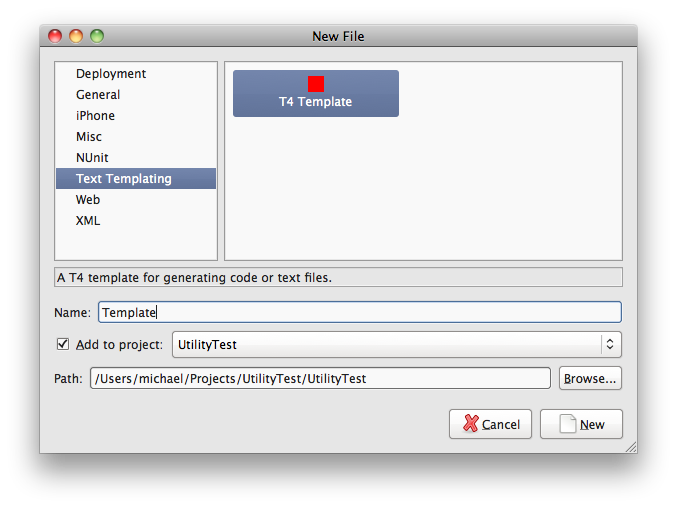 New File
Deployment
General
iPhone
Misc
NUnit
Text Templating
Web
XML
T4 Template
A T4 template for generating code or text files.
Name: Template
Add to project: UtilityTest
Path: /Users/michael/Projects/UtilityTest/UtilityTest Browse...
Cancel New